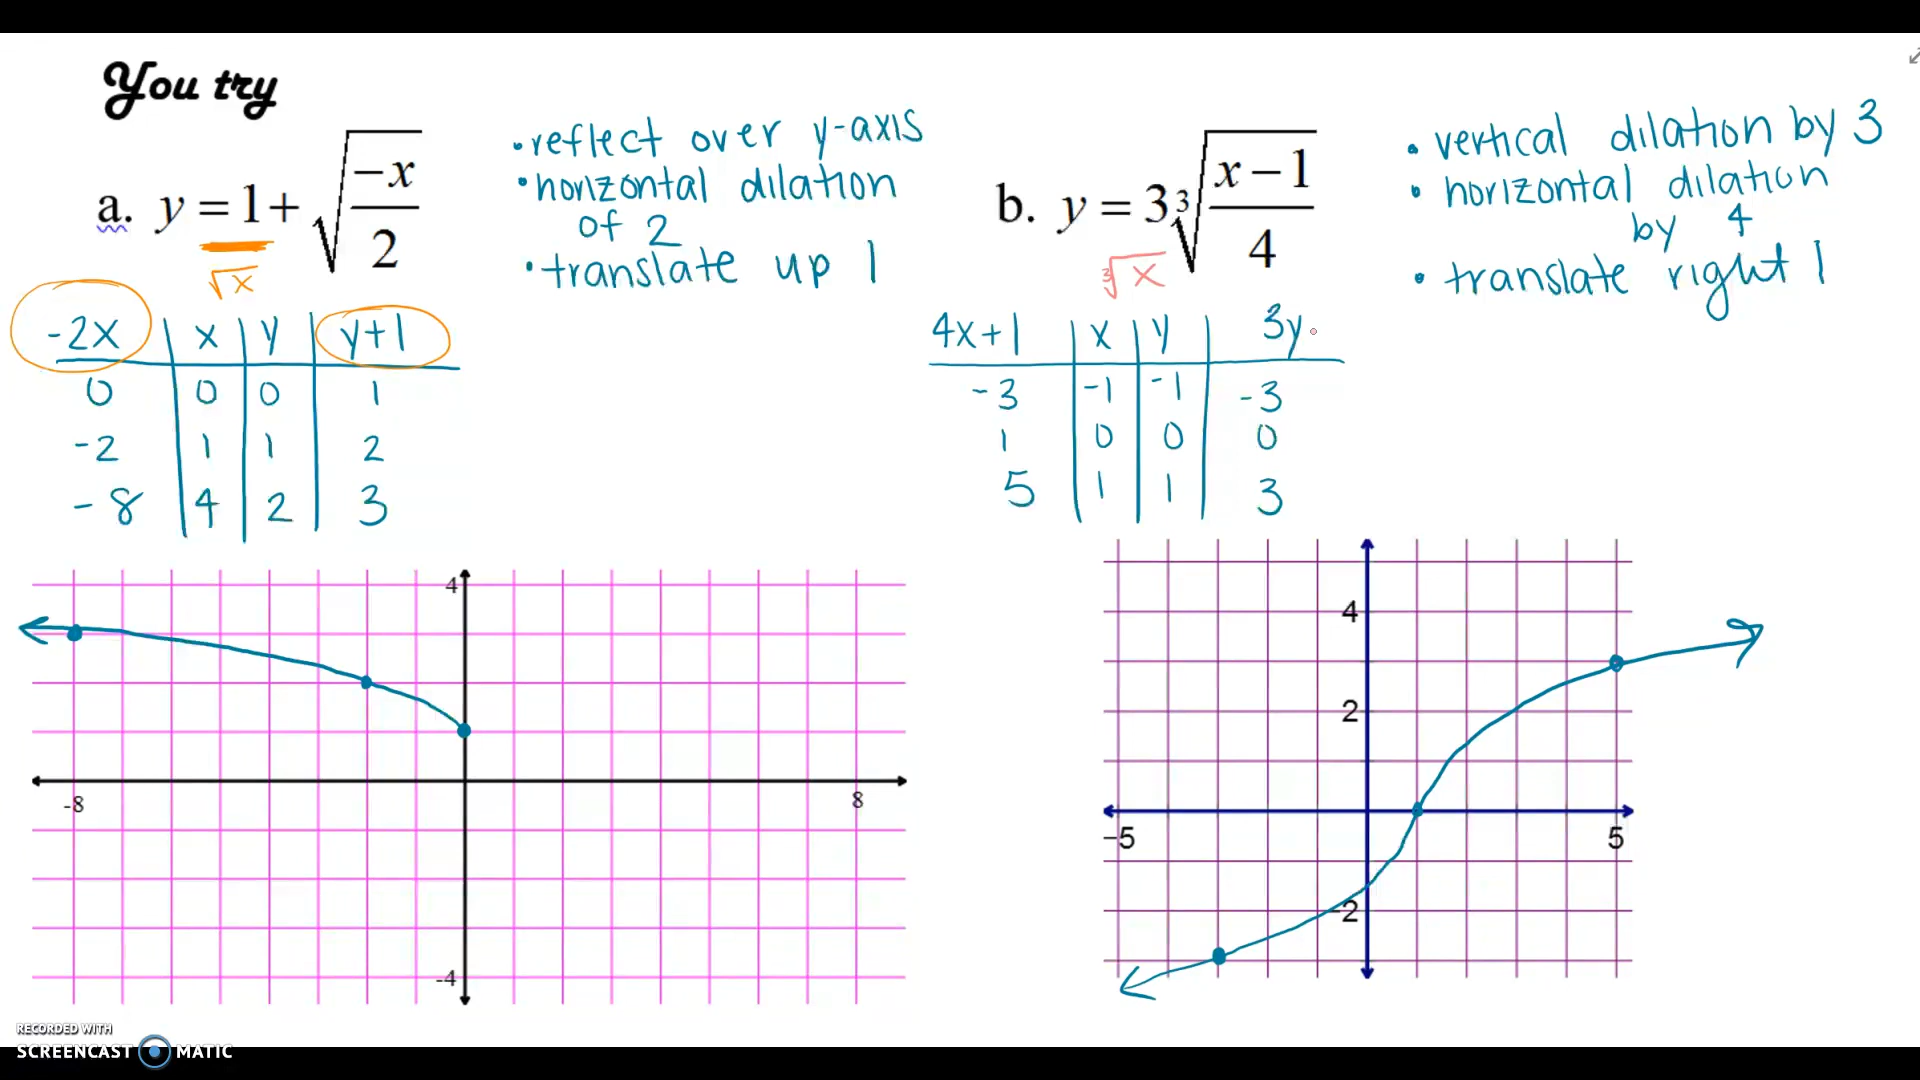 You try
a. y = 1 + √(-x/2)
√x
• reflect over y-axis
• horizontal dilation
of 2
• translate up 1
-2x | x | y | y+1
0 | 0 | 0 | 1
-2 | 1 | 1 | 2
-8 | 4 | 2 | 3
4
-8
8
-4
b. y = 3∛((x-1)/4)
∛x
• vertical dilation by 3
• horizontal dilation
by 4
• translate right 1
4x+1 | x | y | 3y
-3 | -1 | -1 | -3
1 | 0 | 0 | 0
5 | 1 | 1 | 3
4
2
-5
5
-2
RECORDED WITH
SCREENCAST MATIC